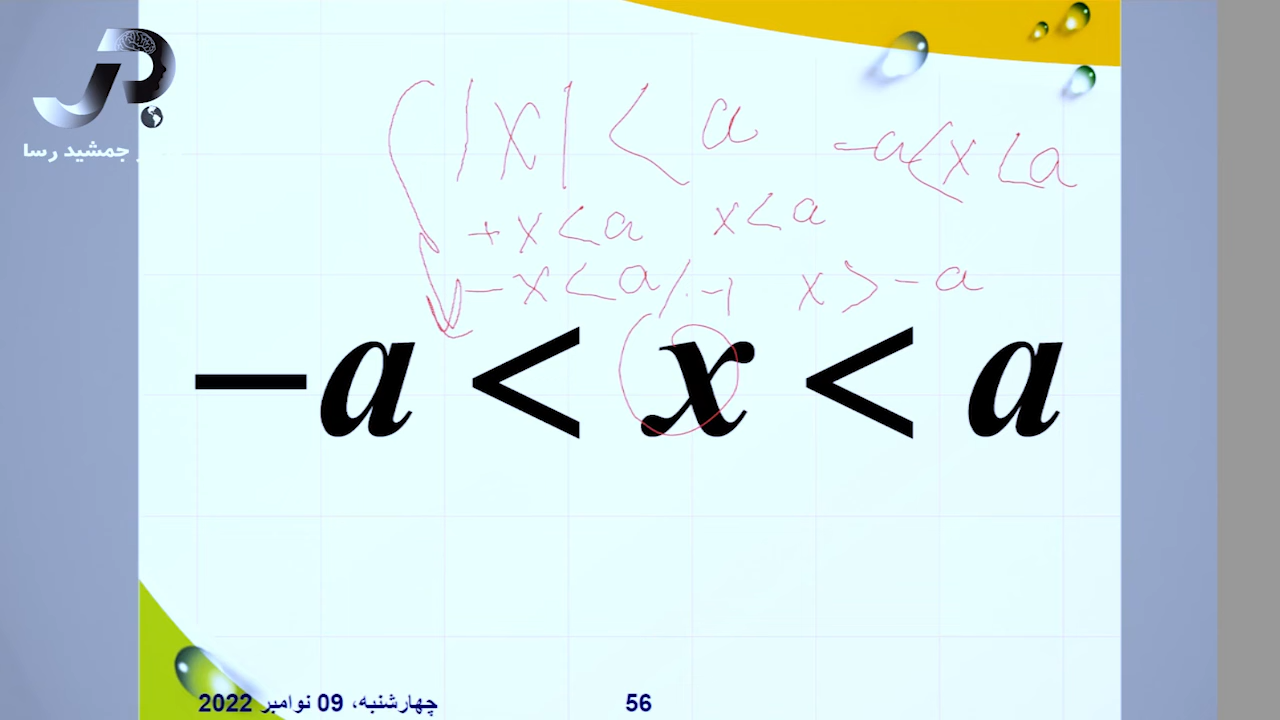 جمشید رسا
|x| < a   -a < x < a
+x < a   x < a
-x < a / · -1   x > -a
−a < x < a
چهارشنبه، 09 نوامبر 2022   56